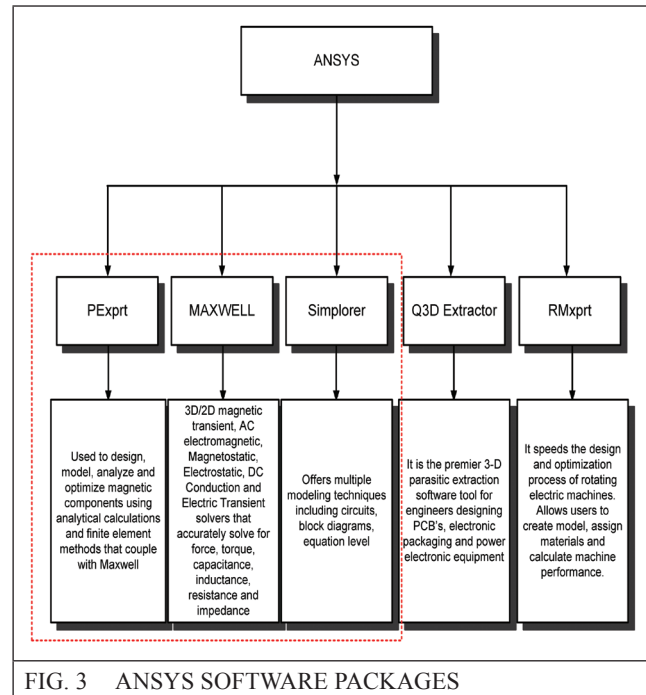 ANSYS
PExprt
MAXWELL
Simplorer
Q3D Extractor
RMxprt
Used to design,
model, analyze and
optimize magnetic
components using
analytical calculations
and finite element
methods that couple
with Maxwell
3D/2D magnetic
transient, AC
electromagnetic,
Magnetostatic,
Electrostatic, DC
Conduction and
Electric Transient
solvers that
accurately solve for
force, torque,
capacitance,
inductance,
resistance and
impedance
Offers multiple
modeling techniques
including circuits,
block diagrams,
equation level
It is the premier 3-D
parasitic extraction
software tool for
engineers designing
PCB's, electronic
packaging and power
electronic equipment
It speeds the design
and optimization
process of rotating
electric machines.
Allows users to
create model, assign
materials and
calculate machine
performance.
FIG. 3 ANSYS SOFTWARE PACKAGES